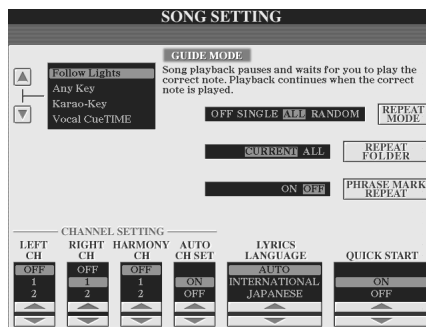 SONG SETTING
GUIDE MODE
Follow Lights
Any Key
Karao-Key
Vocal CueTIME
Song playback pauses and waits for you to play the
correct note. Playback continues when the correct
note is played.
OFF SINGLE ALL RANDOM
REPEAT
MODE
CURRENT ALL
REPEAT
FOLDER
ON OFF
PHRASE MARK
REPEAT
CHANNEL SETTING
LEFT
CH
OFF
1
2
RIGHT
CH
OFF
1
2
HARMONY
CH
OFF
1
2
AUTO
CH SET
ON
OFF
LYRICS
LANGUAGE
AUTO
INTERNATIONAL
JAPANESE
QUICK START
ON
OFF